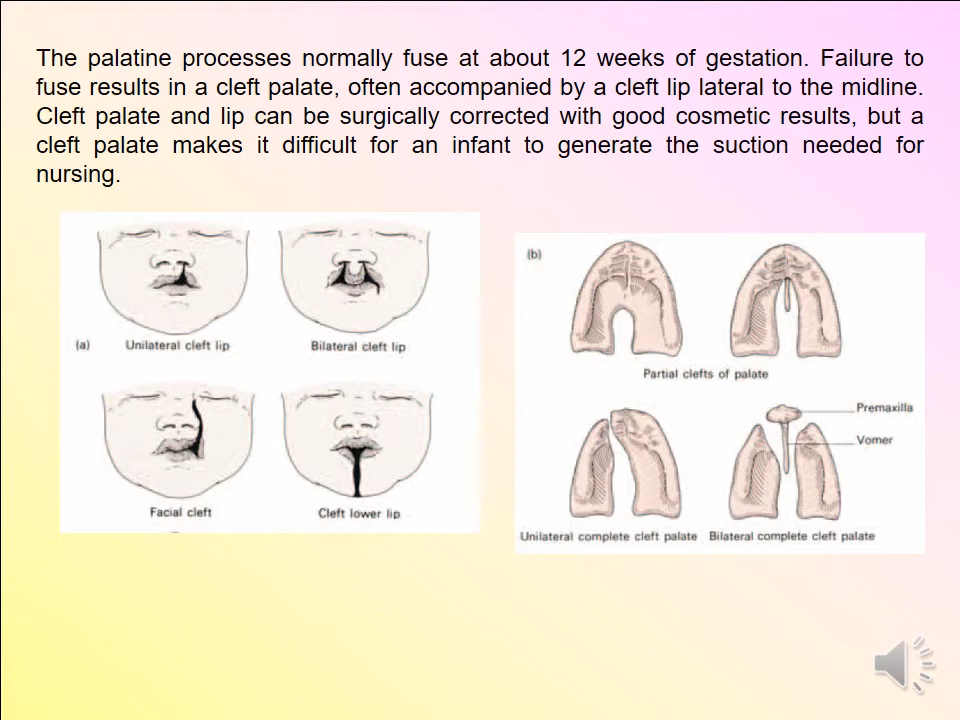 The palatine processes normally fuse at about 12 weeks of gestation. Failure to
fuse results in a cleft palate, often accompanied by a cleft lip lateral to the midline.
Cleft palate and lip can be surgically corrected with good cosmetic results, but a
cleft palate makes it difficult for an infant to generate the suction needed for
nursing.
(a)
Unilateral cleft lip
Bilateral cleft lip
Facial cleft
Cleft lower lip
(b)
Partial clefts of palate
Premaxilla
Vomer
Unilateral complete cleft palate
Bilateral complete cleft palate